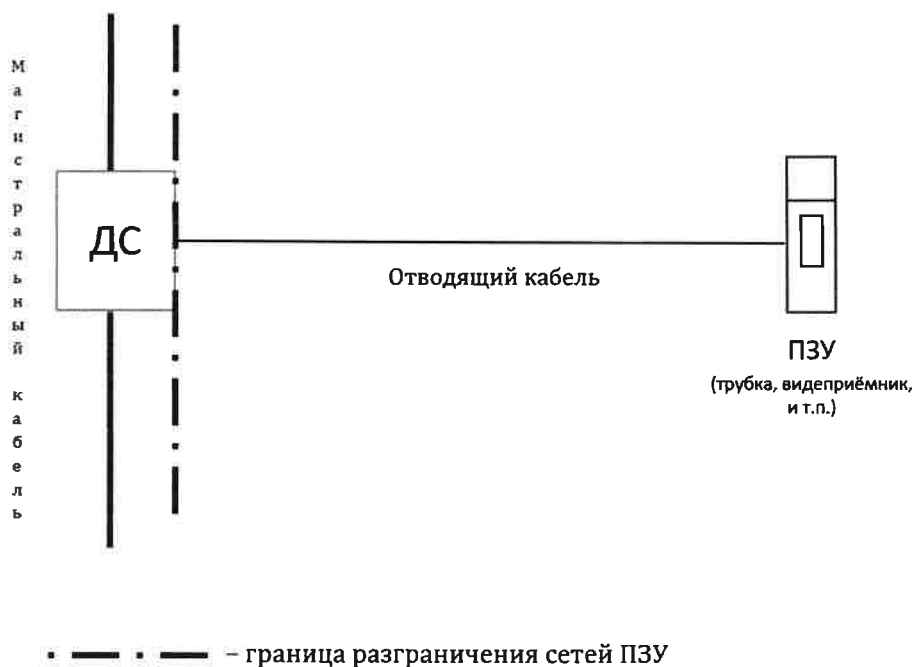 Магистральный кабель
ДС
Отводящий кабель
ПЗУ
(трубка, видеприёмник,
и т.п.)
– граница разграничения сетей ПЗУ